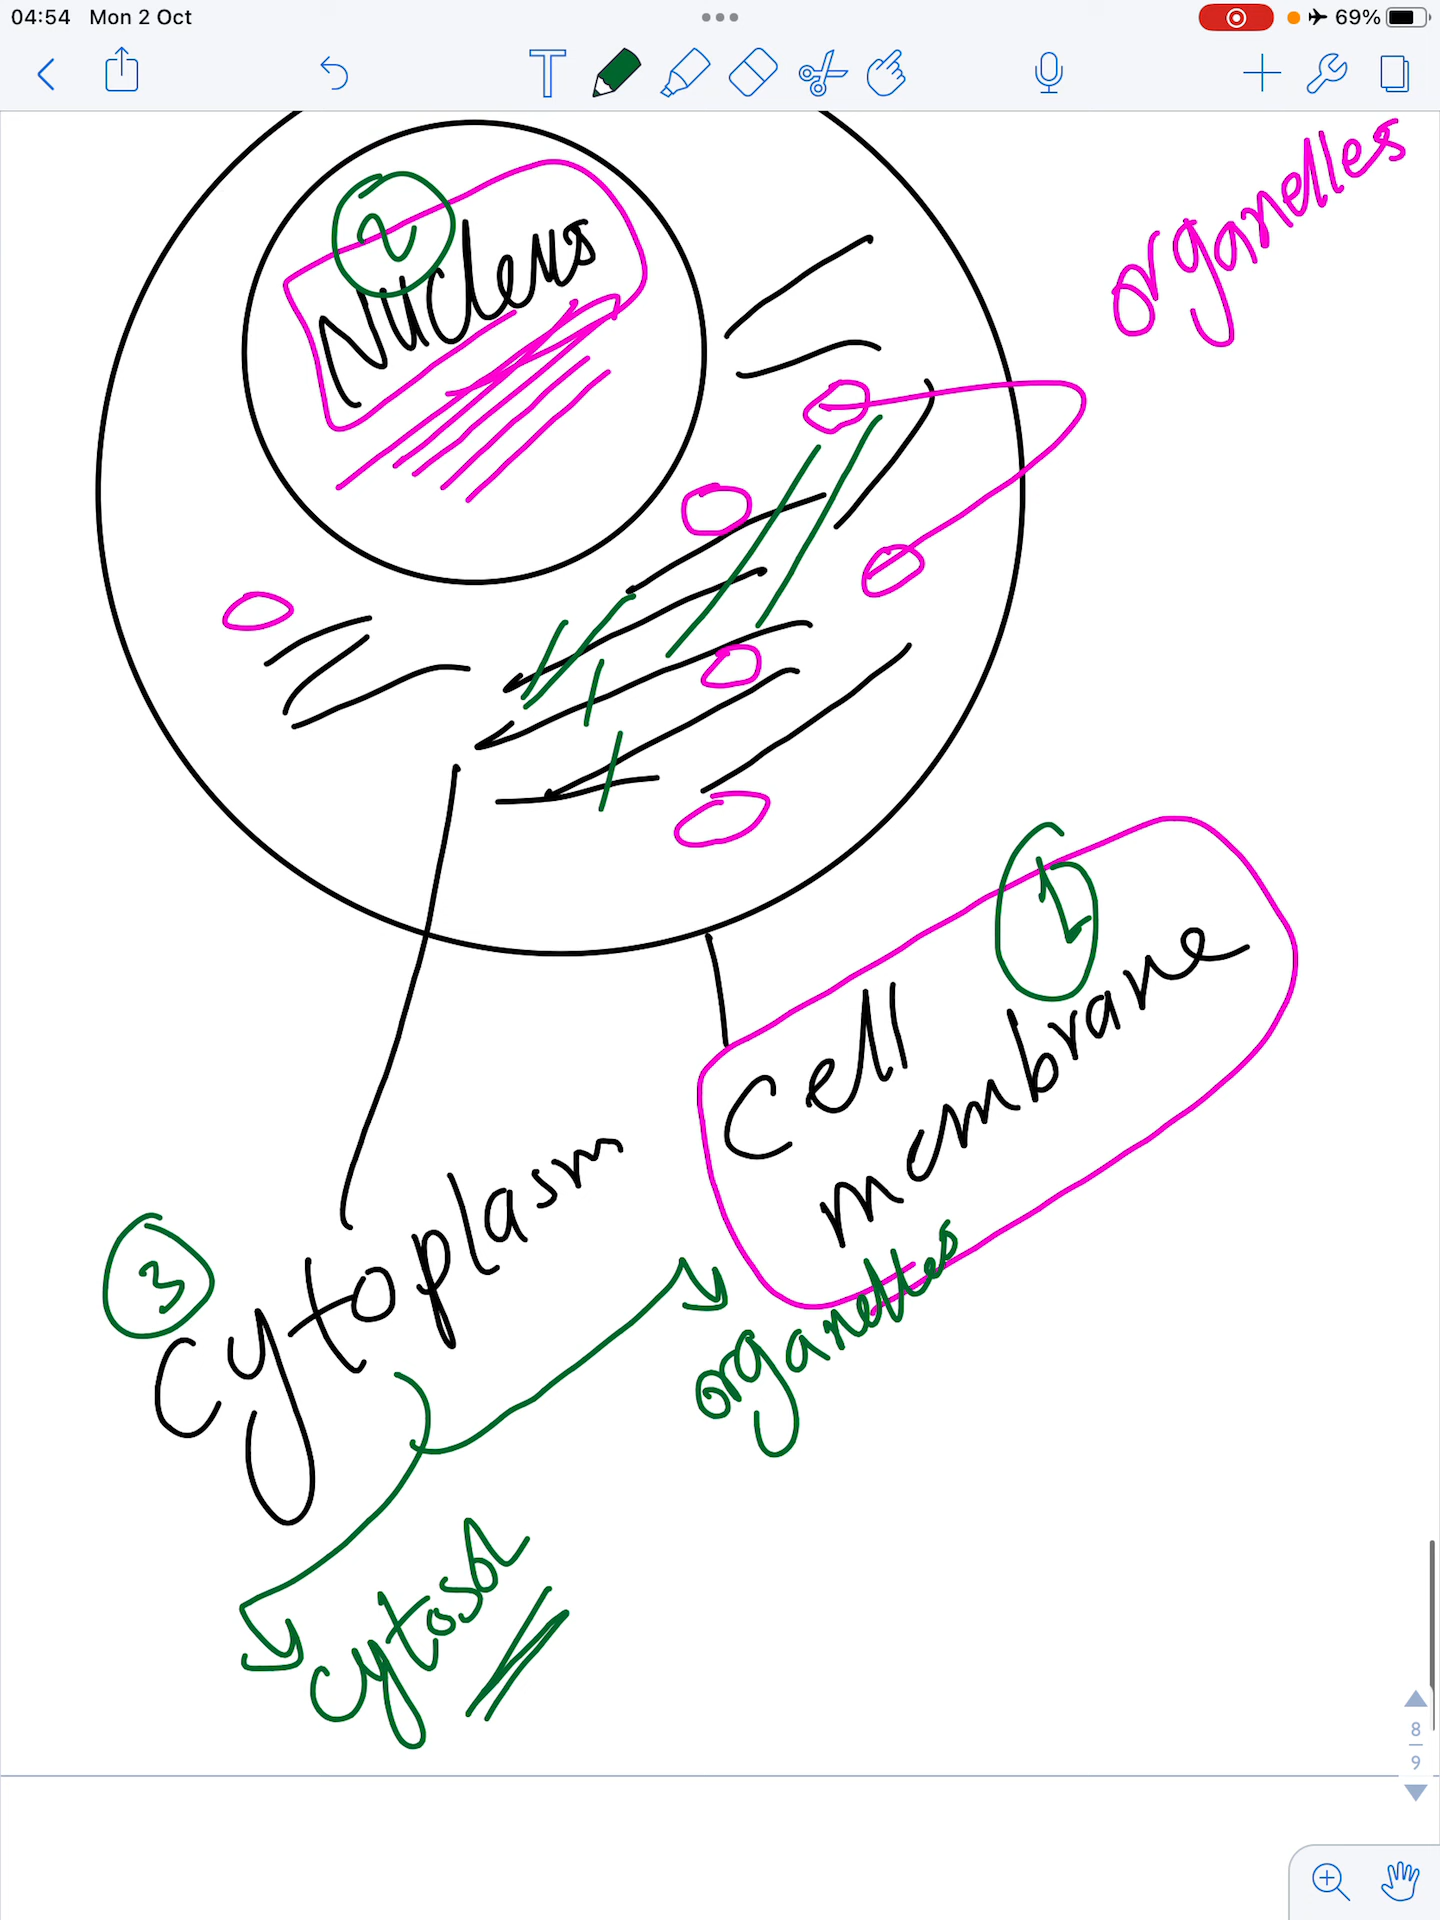 04:54 Mon 2 Oct
69%
T
organelles
2
Nucleus
1
Cell
membrane
3
Cytoplasm
organelles
cytosol
8
9